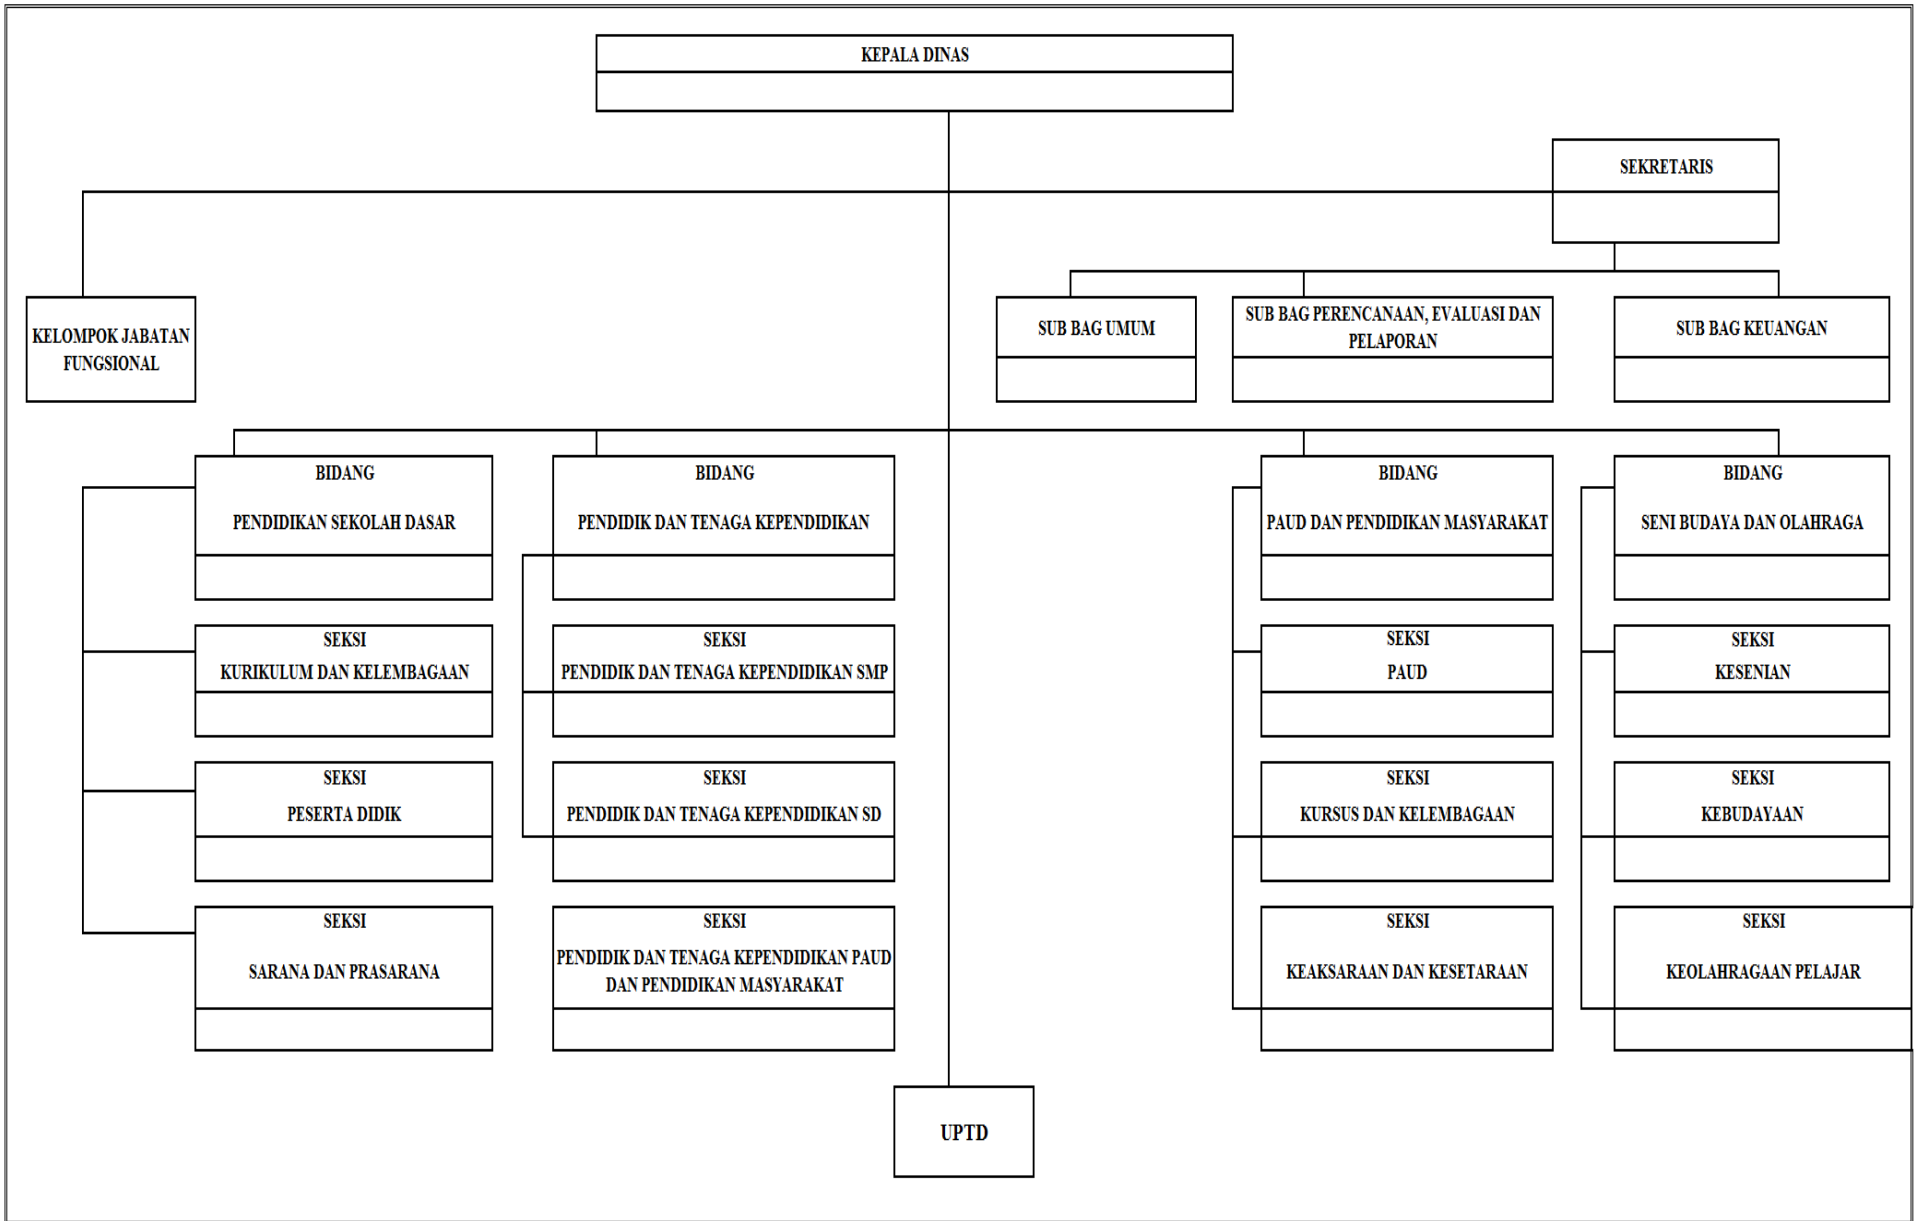 KEPALA DINAS
SEKRETARIS
KELOMPOK JABATAN
FUNGSIONAL
SUB BAG UMUM
SUB BAG PERENCANAAN, EVALUASI DAN
PELAPORAN
SUB BAG KEUANGAN
BIDANG
PENDIDIKAN SEKOLAH DASAR
BIDANG
PENDIDIK DAN TENAGA KEPENDIDIKAN
BIDANG
PAUD DAN PENDIDIKAN MASYARAKAT
BIDANG
SENI BUDAYA DAN OLAHRAGA
SEKSI
KURIKULUM DAN KELEMBAGAAN
SEKSI
PENDIDIK DAN TENAGA KEPENDIDIKAN SMP
SEKSI
PAUD
SEKSI
KESENIAN
SEKSI
PESERTA DIDIK
SEKSI
PENDIDIK DAN TENAGA KEPENDIDIKAN SD
SEKSI
KURSUS DAN KELEMBAGAAN
SEKSI
KEBUDAYAAN
SEKSI
SARANA DAN PRASARANA
SEKSI
PENDIDIK DAN TENAGA KEPENDIDIKAN PAUD
DAN PENDIDIKAN MASYARAKAT
SEKSI
KEAKSARAAN DAN KESETARAAN
SEKSI
KEOLAHRAGAAN PELAJAR
UPTD